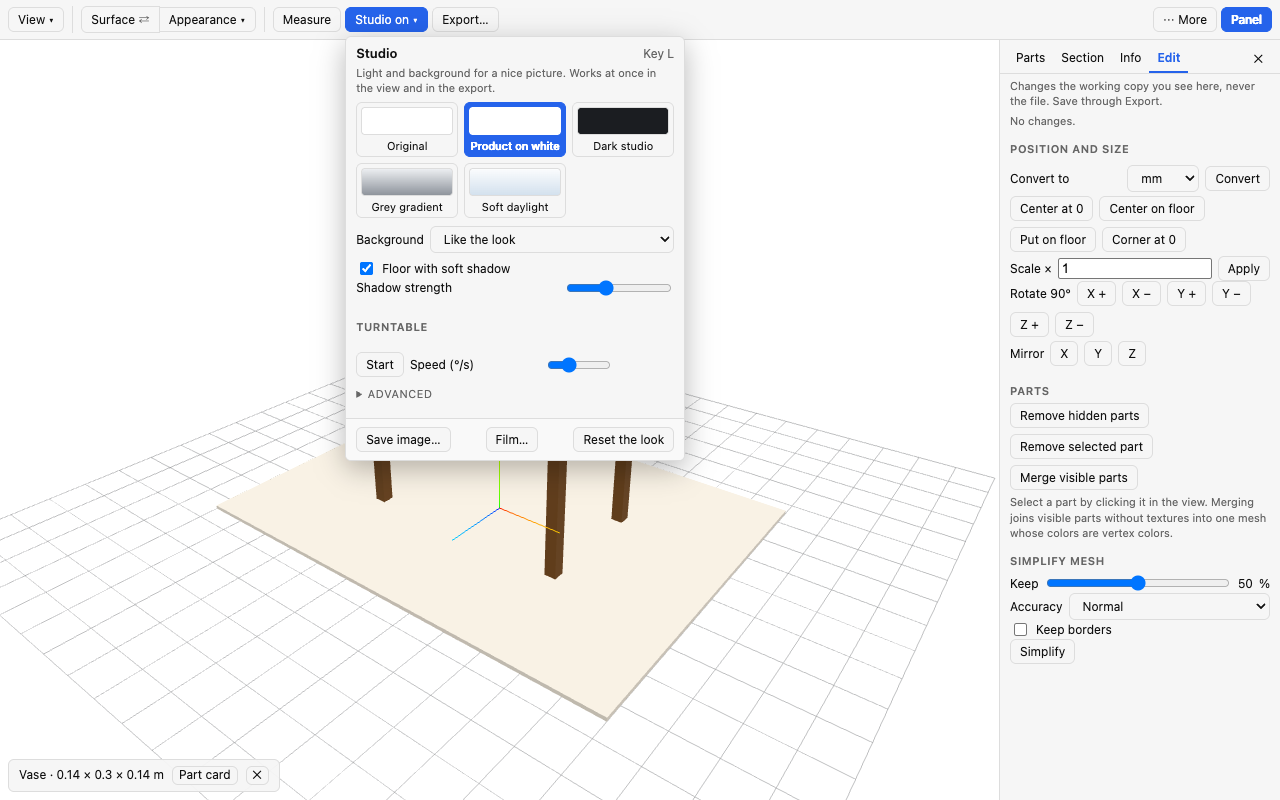 View ▾
Surface ⇄
Appearance ▾
Measure
Studio on ▾
Export...
··· More
Panel
Studio
Key L
Light and background for a nice picture. Works at once in
the view and in the export.
Original
Product on white
Dark studio
Grey gradient
Soft daylight
Background
Like the look
Floor with soft shadow
Shadow strength
TURNTABLE
Start
Speed (°/s)
▸ ADVANCED
Save image...
Film...
Reset the look
Parts
Section
Info
Edit
×
Changes the working copy you see here, never
the file. Save through Export.
No changes.
POSITION AND SIZE
Convert to
mm
Convert
Center at 0
Center on floor
Put on floor
Corner at 0
Scale ×
1
Apply
Rotate 90°
X +
X −
Y +
Y −
Z +
Z −
Mirror
X
Y
Z
PARTS
Remove hidden parts
Remove selected part
Merge visible parts
Select a part by clicking it in the view. Merging
joins visible parts without textures into one mesh
whose colors are vertex colors.
SIMPLIFY MESH
Keep
50 %
Accuracy
Normal
Keep borders
Simplify
Vase · 0.14 × 0.3 × 0.14 m
Part card
×